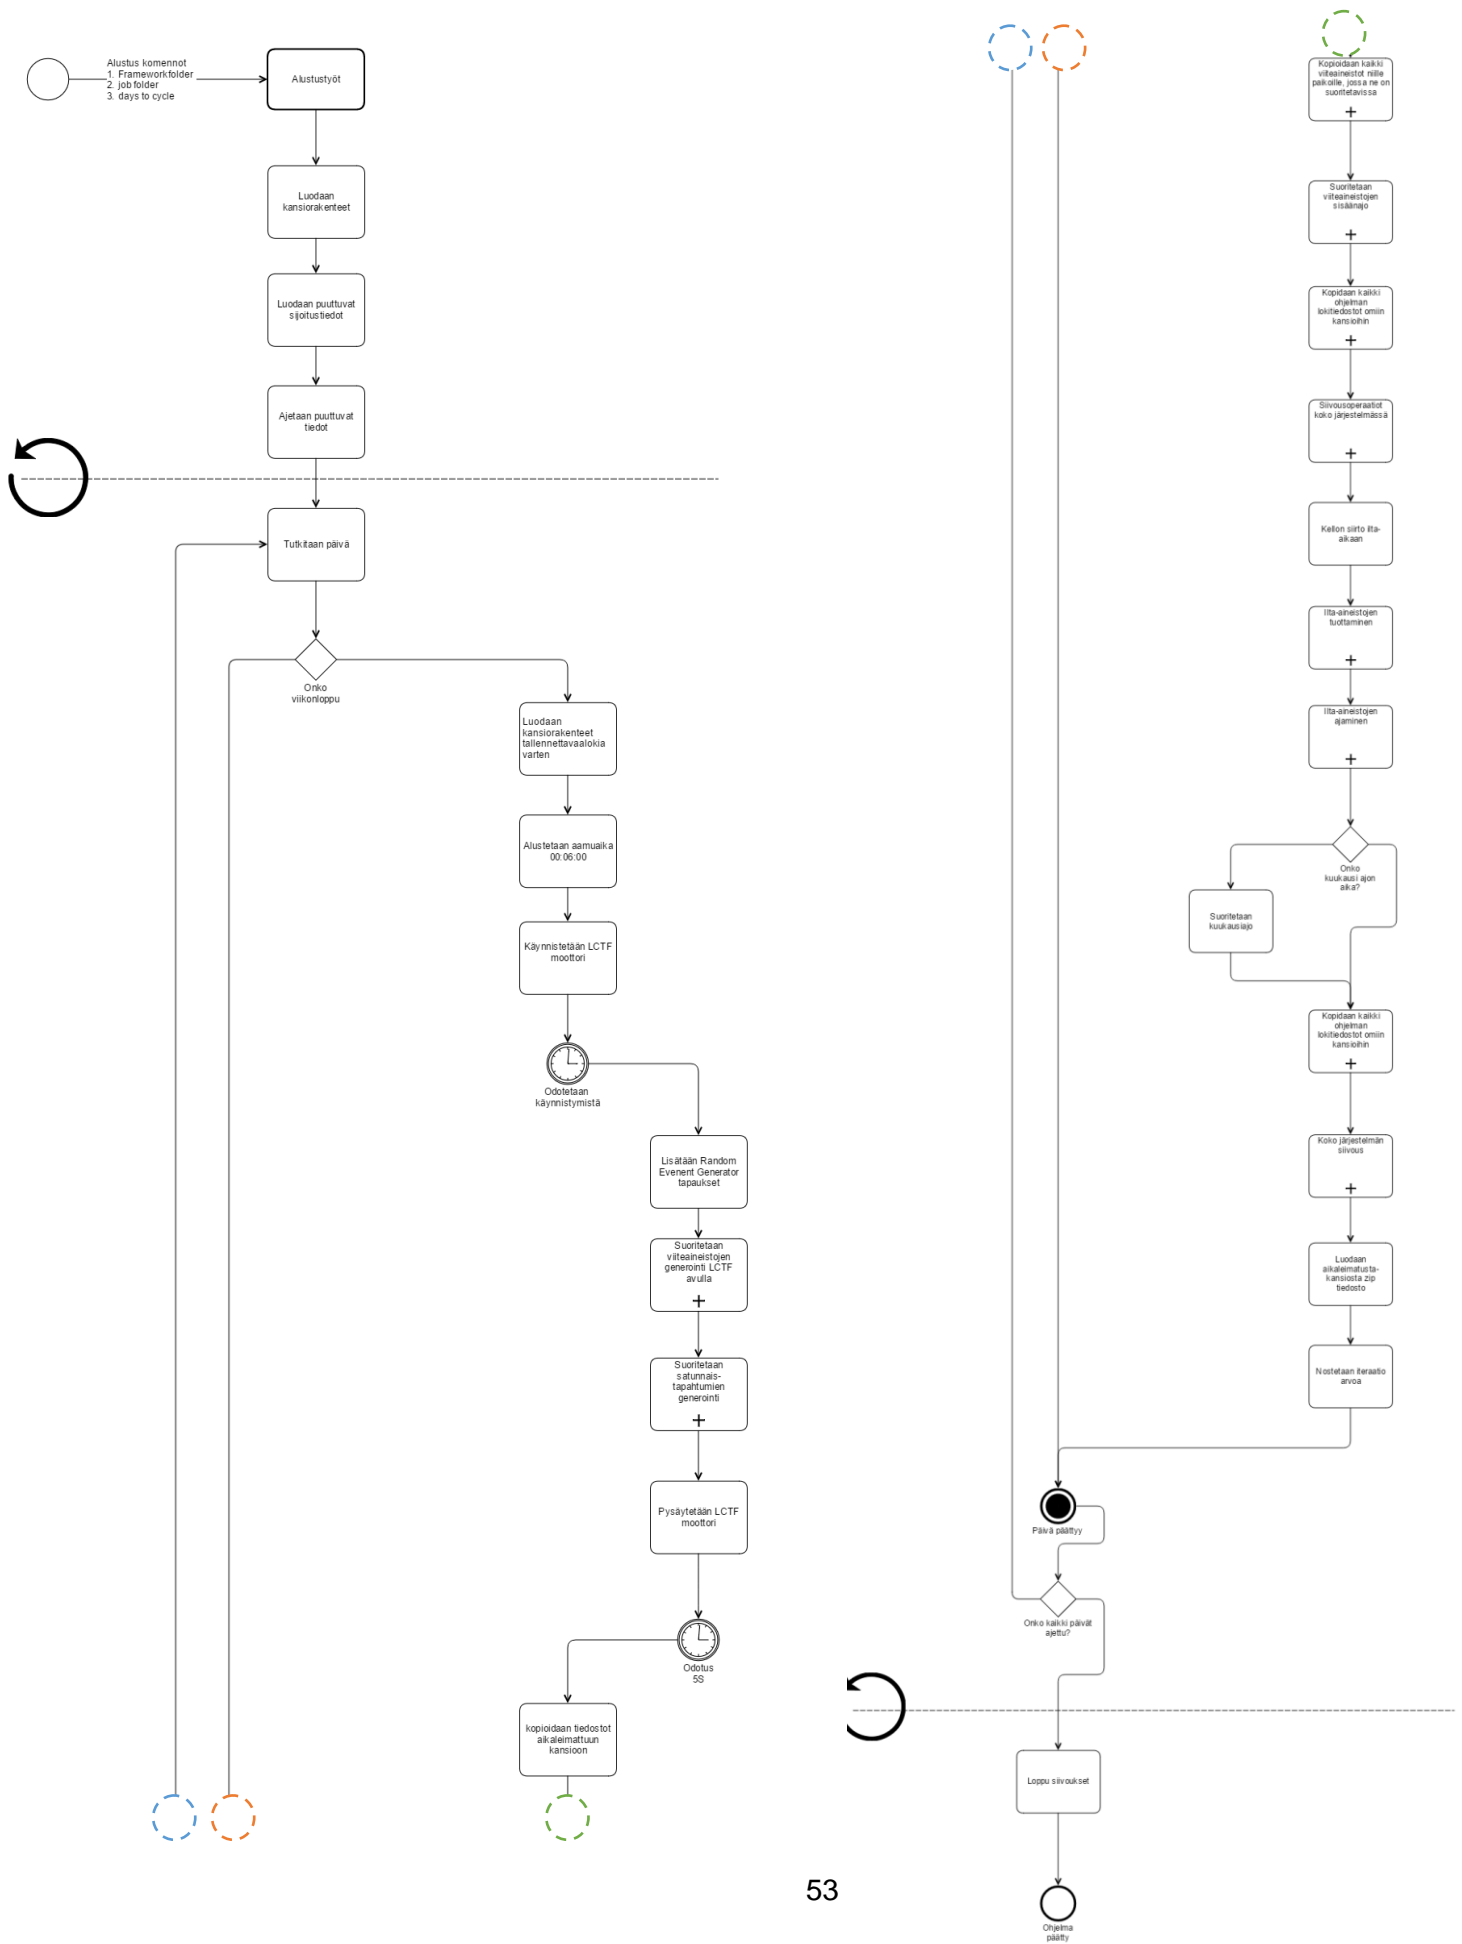 Alustus komennot
1. Frameworkfolder
2. job folder
3. days to cycle
Alustustyöt
Luodaan
kansiorakenteet
Luodaan puuttuvat
sijoitustiedot
Ajetaan puuttuvat
tiedot
Tutkitaan päivä
Onko
viikonloppu
Luodaan
kansiorakenteet
tallennettavaalokia
varten
Alustetaan aamuaika
00:06:00
Käynnistetään LCTF
moottori
Odotetaan
käynnistymistä
Lisätään Random
Evenent Generator
tapaukset
Suoritetaan
viiteaineistojen
generointi LCTF
avulla
Suoritetaan
satunnais-
tapahtumien
generointi
Pysäytetään LCTF
moottori
Odotus
5S
kopioidaan tiedostot
aikaleimattuun
kansioon
Kopioidaan kaikki
viiteaineistot niille
paikoille, jossa ne on
suoritetavissa
Suoritetaan
viiteaineistojen
sisäänajo
Kopidaan kaikki
ohjelman
lokitiedostot omiin
kansioihin
Siivousoperaatiot
koko järjestelmässä
Kellon siirto ilta-
aikaan
Ilta-aineistojen
tuottaminen
Ilta-aineistojen
ajaminen
Onko
kuukausi ajon
aika?
Suoritetaan
kuukausiajo
Kopidaan kaikki
ohjelman
lokitiedostot omiin
kansioihin
Koko järjestelmän
siivous
Luodaan
aikaleimatusta-
kansiosta zip
tiedosto
Nostetaan iteraatio
arvoa
Päivä päättyy
Onko kaikki päivät
ajettu?
Loppu siivoukset
Ohjelma
päätty
53